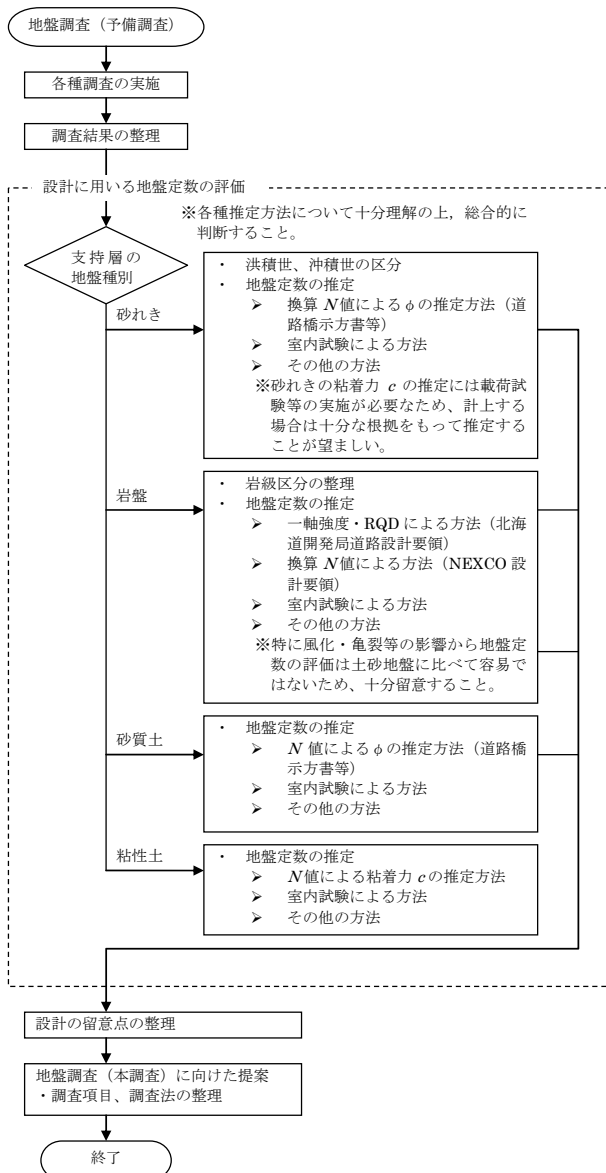 地盤調査（予備調査）
各種調査の実施
調査結果の整理
設計に用いる地盤定数の評価
※各種推定方法について十分理解の上，総合的に
判断すること。
支持層の
地盤種別
砂れき
・ 洪積世、沖積世の区分
・ 地盤定数の推定
➢ 換算 N値によるφの推定方法（道
路橋示方書等）
➢ 室内試験による方法
➢ その他の方法
※砂れきの粘着力 c の推定には載荷試
験等の実施が必要なため、計上する
場合は十分な根拠をもって推定する
ことが望ましい。
岩盤
・ 岩級区分の整理
・ 地盤定数の推定
➢ 一軸強度・RQD による方法（北海
道開発局道路設計要領）
➢ 換算 N値による方法（NEXCO 設
計要領）
➢ 室内試験による方法
➢ その他の方法
※特に風化・亀裂等の影響から地盤定
数の評価は土砂地盤に比べて容易で
はないため、十分留意すること。
砂質土
・ 地盤定数の推定
➢ N 値によるφの推定方法（道路橋
示方書等）
➢ 室内試験による方法
➢ その他の方法
粘性土
・ 地盤定数の推定
➢ N値による粘着力 c の推定方法
➢ 室内試験による方法
➢ その他の方法
設計の留意点の整理
地盤調査（本調査）に向けた提案
・調査項目、調査法の整理
終了